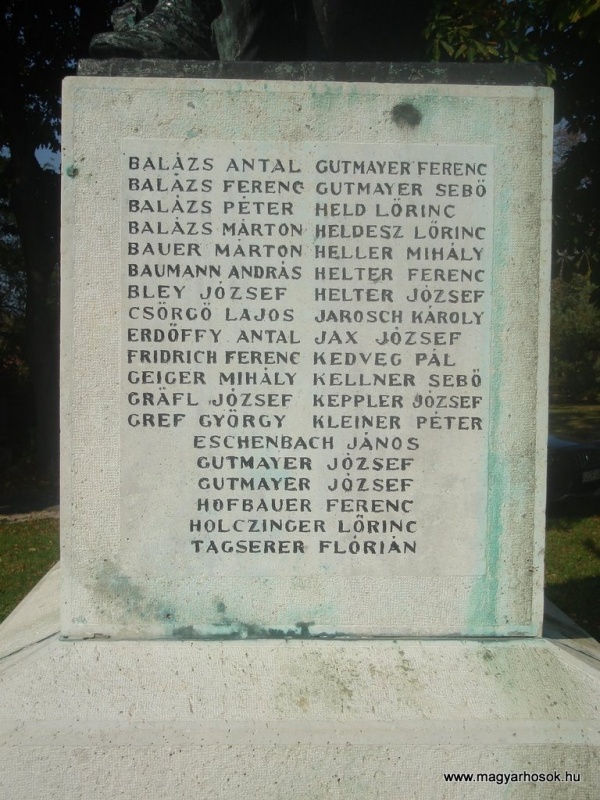 BALÁZS ANTAL GUTMAYER FERENC
BALÁZS FERENC GUTMAYER SEBŐ
BALÁZS PÉTER HELD LŐRINC
BALÁZS MÁRTON HELDESZ LŐRINC
BAUER MÁRTON HELLER MIHÁLY
BAUMANN ANDRÁS HELTER FERENC
BLEY JÓZSEF HELTER JÓZSEF
CSÖRGŐ LAJOS JAROSCH KÁROLY
ERDŐFFY ANTAL JAX JÓZSEF
FRIDRICH FERENC KEDVEG PÁL
GEIGER MIHÁLY KELLNER SEBŐ
GRÄFL JÓZSEF KEPPLER JÓZSEF
GREF GYÖRGY KLEINER PÉTER
ESCHENBACH JÁNOS
GUTMAYER JÓZSEF
GUTMAYER JÓZSEF
HOFBAUER FERENC
HOLCZINGER LŐRINC
TAGSERER FLÓRIÁN
www.magyarhosok.hu